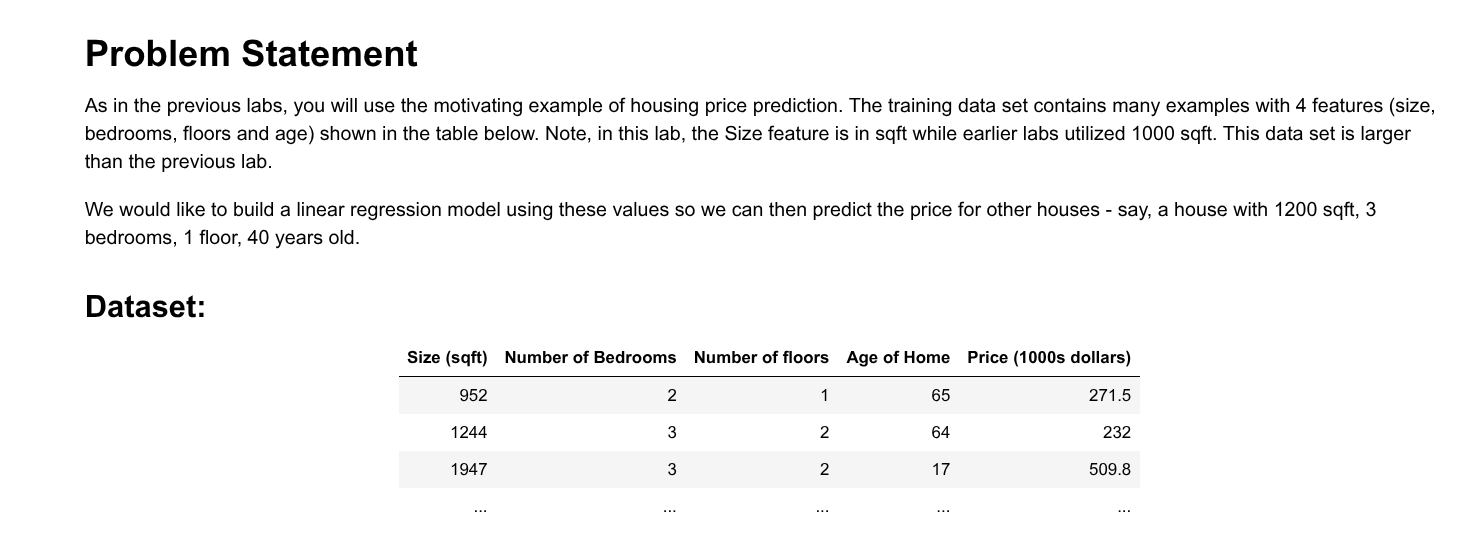 Problem Statement
As in the previous labs, you will use the motivating example of housing price prediction. The training data set contains many examples with 4 features (size,
bedrooms, floors and age) shown in the table below. Note, in this lab, the Size feature is in sqft while earlier labs utilized 1000 sqft. This data set is larger
than the previous lab.
We would like to build a linear regression model using these values so we can then predict the price for other houses - say, a house with 1200 sqft, 3
bedrooms, 1 floor, 40 years old.
Dataset:
Size (sqft) Number of Bedrooms Number of floors Age of Home Price (1000s dollars)
952 2 1 65 271.5
1244 3 2 64 232
1947 3 2 17 509.8
... ... ... ... ...